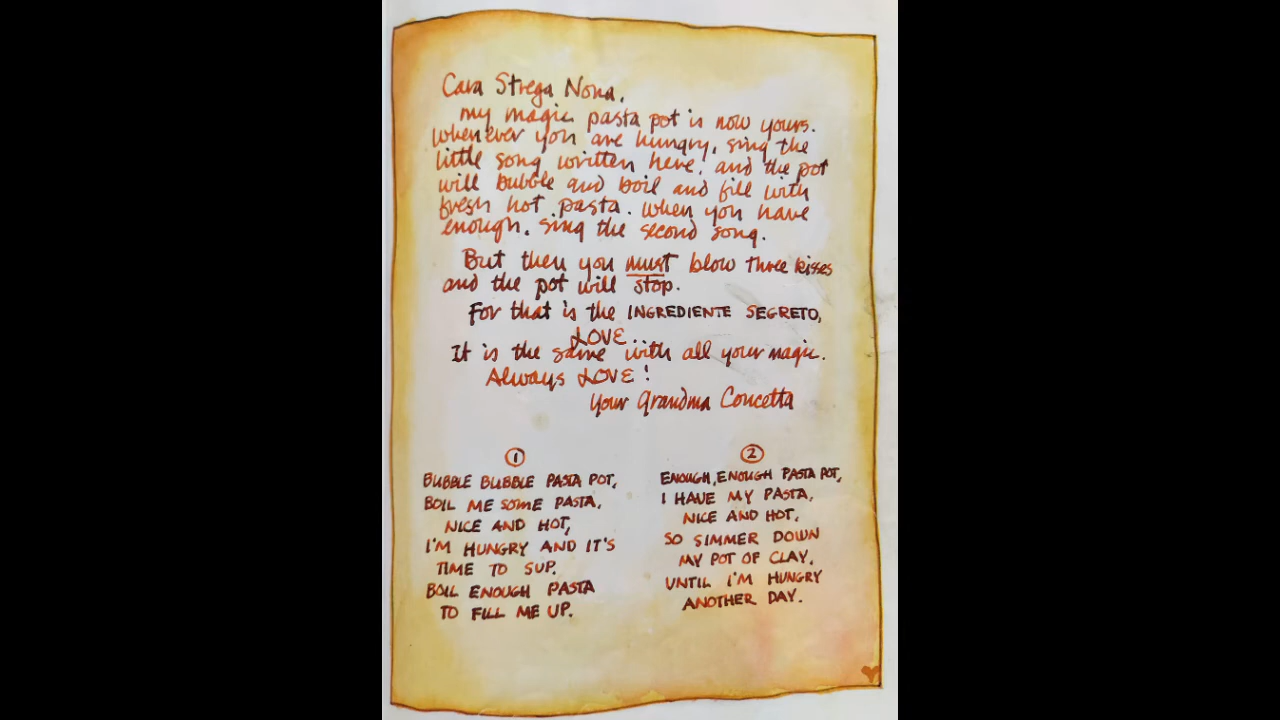 Cara Strega Nona,
my magic pasta pot is now yours.
Whenever you are hungry, sing the
little song written here, and the pot
will bubble and boil and fill with
fresh hot pasta. When you have
enough, sing the second song.
But then you must blow three kisses
and the pot will stop.
For that is the INGREDIENTE SEGRETO,
LOVE..
It is the same with all your magic.
Always LOVE!
Your Grandma Concetta
1
BUBBLE BUBBLE PASTA POT,
BOIL ME SOME PASTA,
NICE AND HOT,
I'M HUNGRY AND IT'S
TIME TO SUP.
BOIL ENOUGH PASTA
TO FILL ME UP.
2
ENOUGH, ENOUGH PASTA POT,
I HAVE MY PASTA,
NICE AND HOT,
SO SIMMER DOWN
MY POT OF CLAY,
UNTIL I'M HUNGRY
ANOTHER DAY.